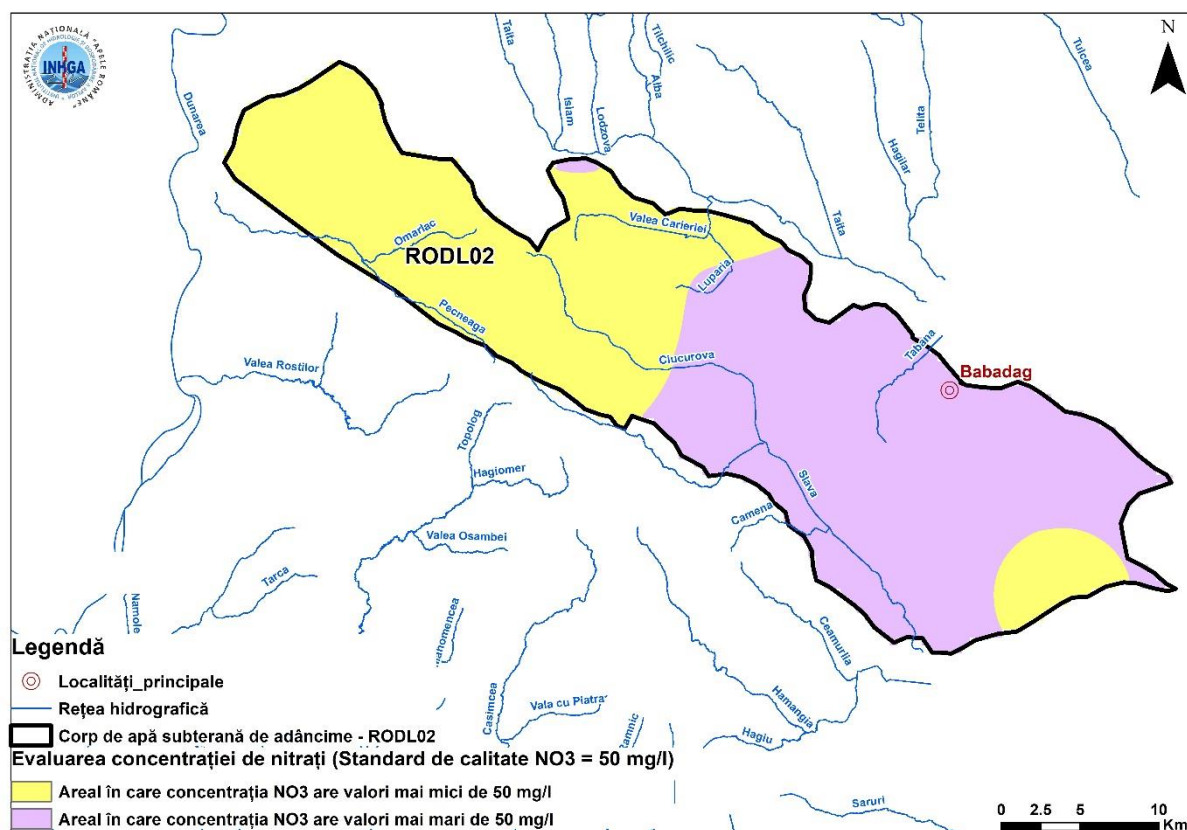 ADMINISTRAȚIA NAȚIONALĂ "APELE ROMÂNE"
INHGA
N
Dunarea
Taita
Islam
Lodzova
Tilchilic
Alba
Hagilar
Telita
Tulcea
Taita
Valea Carierei
Omarlac
RODL02
Luparia
Pecneaga
Ciucurova
Tabana
Babadag
Valea Rostilor
Topolog
Hagiomer
Slava
Camena
Valea Osambei
Tarca
Ceamurlia
Casimcea
Vala cu Piatra
Hamangia
Hagiu
Saruri
Legendă
Localități_principale
Rețea hidrografică
Corp de apă subterană de adâncime - RODL02
Evaluarea concentrației de nitrați (Standard de calitate NO3 = 50 mg/l)
Areal în care concentrația NO3 are valori mai mici de 50 mg/l
Areal în care concentrația NO3 are valori mai mari de 50 mg/l
0 2.5 5 10
Km